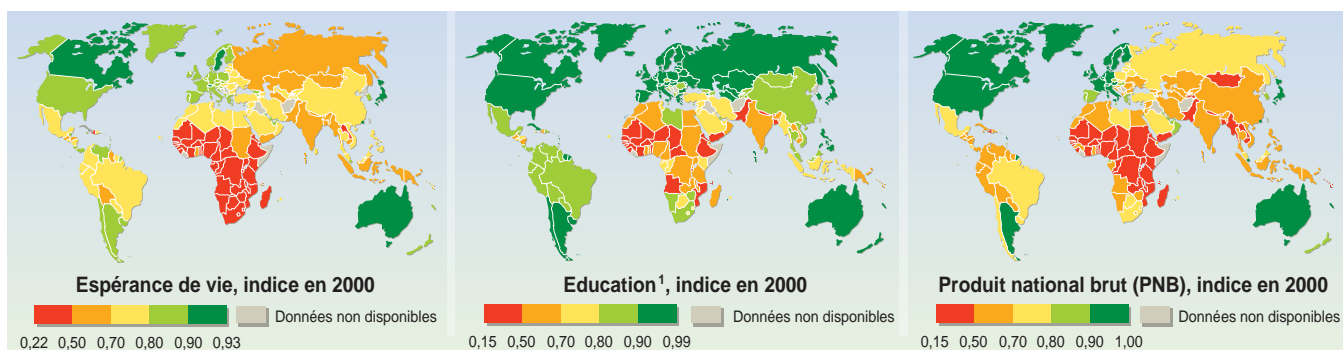 Espérance de vie, indice en 2000
Données non disponibles
0,22 0,50 0,70 0,80 0,90 0,93
Education¹, indice en 2000
Données non disponibles
0,15 0,50 0,70 0,80 0,90 0,99
Produit national brut (PNB), indice en 2000
Données non disponibles
0,15 0,50 0,70 0,80 0,90 1,00